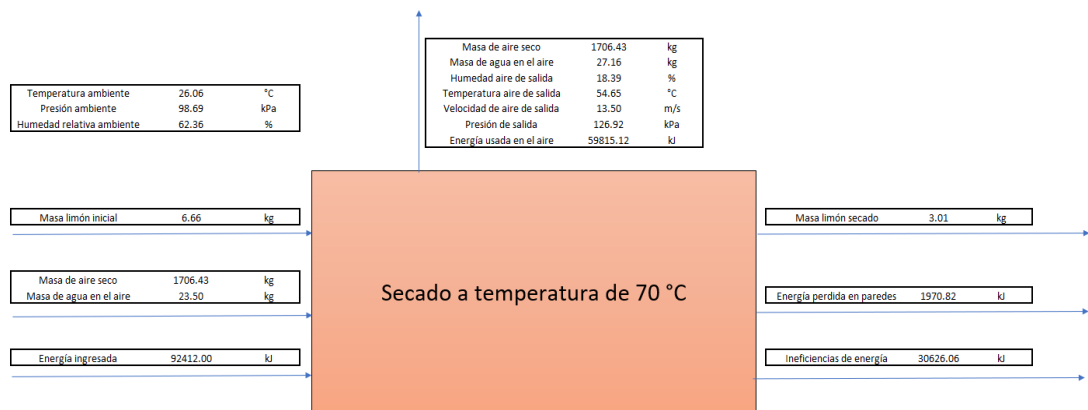 Masa de aire seco 1706.43 kg
Masa de agua en el aire 27.16 kg
Humedad aire de salida 18.39 %
Temperatura aire de salida 54.65 °C
Velocidad de aire de salida 13.50 m/s
Presión de salida 126.92 kPa
Energía usada en el aire 59815.12 kJ
Temperatura ambiente 26.06 °C
Presión ambiente 98.69 kPa
Humedad relativa ambiente 62.36 %
Masa limón inicial 6.66 kg
Masa limón secado 3.01 kg
Masa de aire seco 1706.43 kg
Masa de agua en el aire 23.50 kg
Secado a temperatura de 70 °C
Energía perdida en paredes 1970.82 kJ
Energía ingresada 92412.00 kJ
Ineficiencias de energía 30626.06 kJ